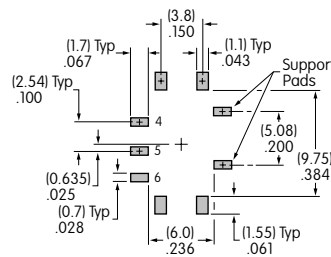 (3.8)
.150
(1.7) Typ
.067
(1.1) Typ
.043
(2.54) Typ
.100
Suppor
Pads
4
5
6
(5.08)
.200
(9.75)
.384
(0.635)
.025
(0.7) Typ
.028
(6.0)
.236
(1.55) Typ
.061